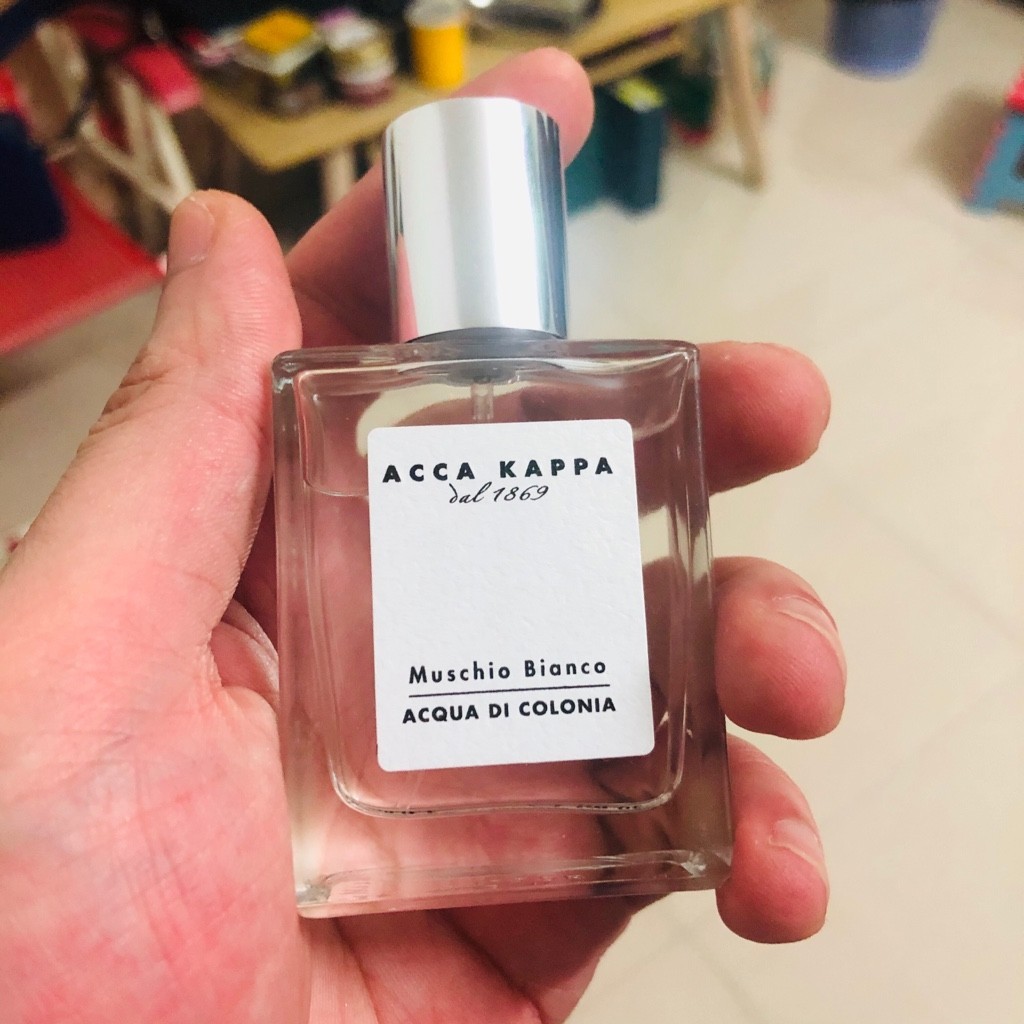 ACCA KAPPA
dal 1869
Muschio Bianco
ACQUA DI COLONIA